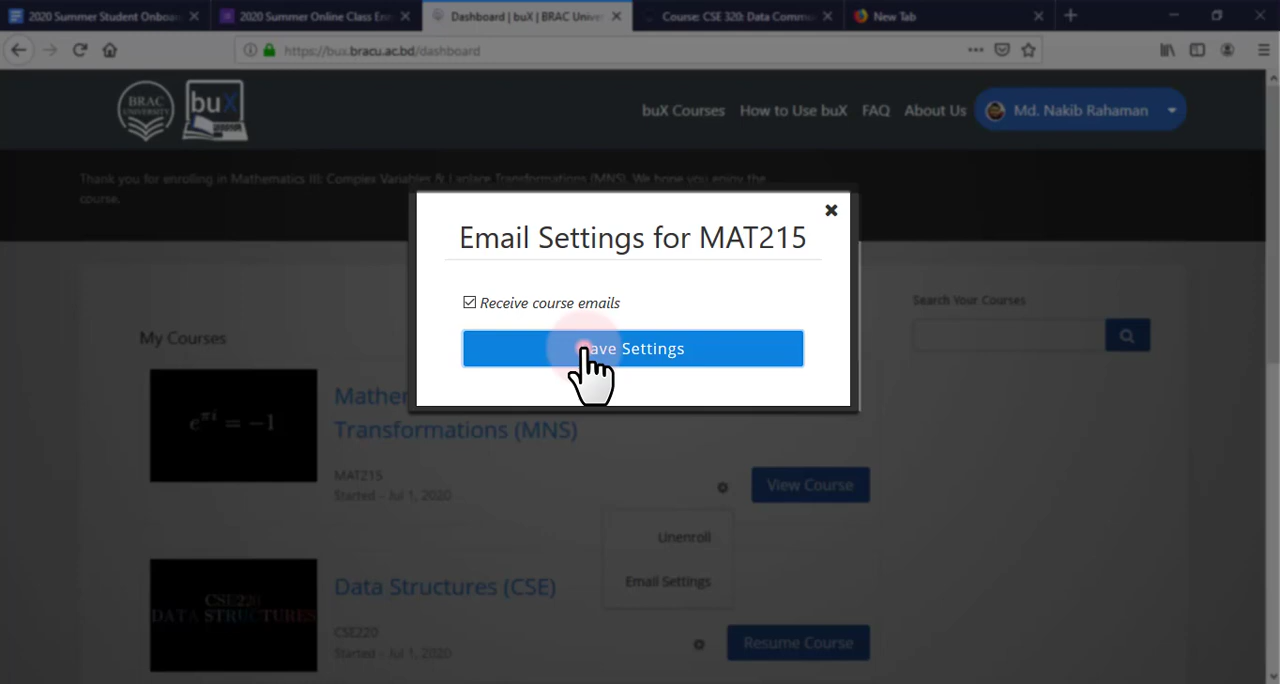 2020 Summer Student Onboa
2020 Summer Online Class Enr
Dashboard | buX | BRAC Univer
Course: CSE 320: Data Commu
New Tab
https://bux.bracu.ac.bd/dashboard
BRAC
UNIVERSITY
buX
buX Courses
How to Use buX
FAQ
About Us
Md. Nakib Rahaman
Thank you for enrolling in Mathematics III: Complex Variables & Laplace Transformations (MNS). We hope you enjoy the
course.
Email Settings for MAT215
Receive course emails
ave Settings
Search Your Courses
My Courses
e^{πi} = −1
Mather
Transformations (MNS)
MAT215
Started - Jul 1, 2020
View Course
Unenroll
Email Settings
CSE220
DATA STRUCTURES
Data Structures (CSE)
CSE220
Started - Jul 1, 2020
Resume Course